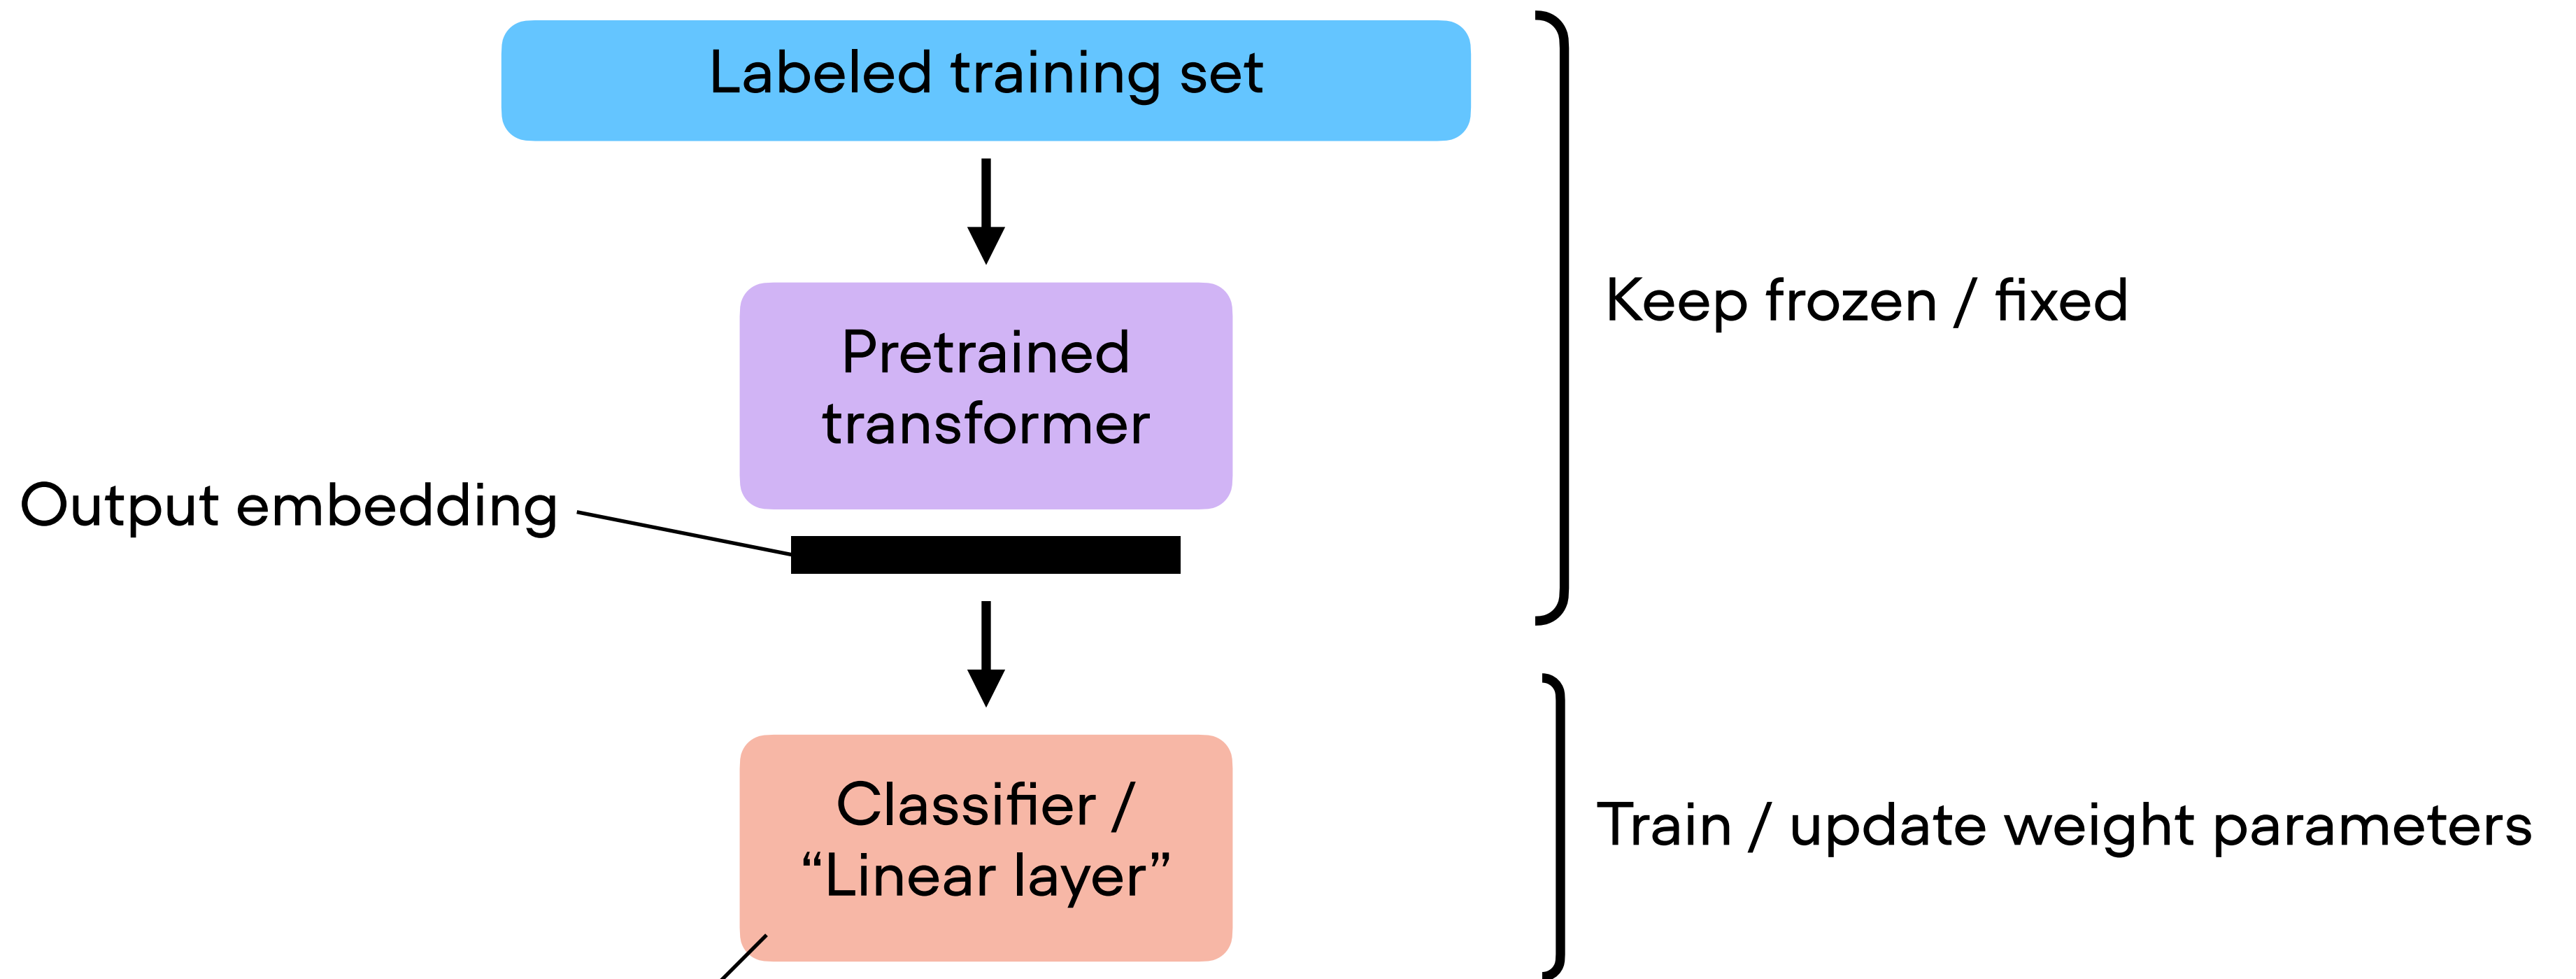 Labeled training set
Pretrained
transformer
Keep frozen / fixed
Output embedding
Classifier /
“Linear layer”
Train / update weight parameters